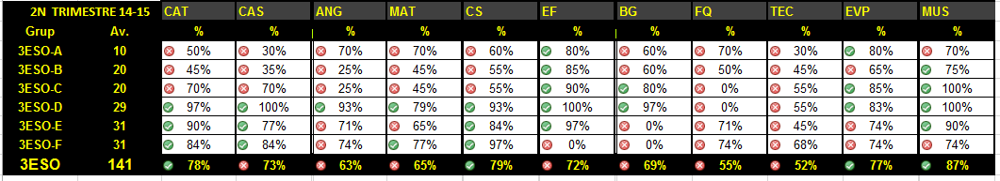 2N TRIMESTRE 14-15 CAT CAS ANG MAT CS EF BG FQ TEC EVP MUS
Grup Av. % % % % % % % % % % %
3ESO-A 10 50% 30% 70% 70% 60% 80% 60% 70% 30% 80% 70%
3ESO-B 20 45% 35% 25% 45% 55% 85% 60% 50% 45% 65% 75%
3ESO-C 20 70% 70% 25% 45% 55% 90% 80% 0% 55% 85% 100%
3ESO-D 29 97% 100% 93% 79% 93% 100% 97% 0% 55% 83% 100%
3ESO-E 31 90% 77% 71% 65% 84% 97% 0% 71% 45% 74% 90%
3ESO-F 31 84% 84% 74% 77% 97% 0% 0% 74% 68% 74% 74%
3ESO 141 78% 73% 63% 65% 79% 72% 69% 55% 52% 77% 87%